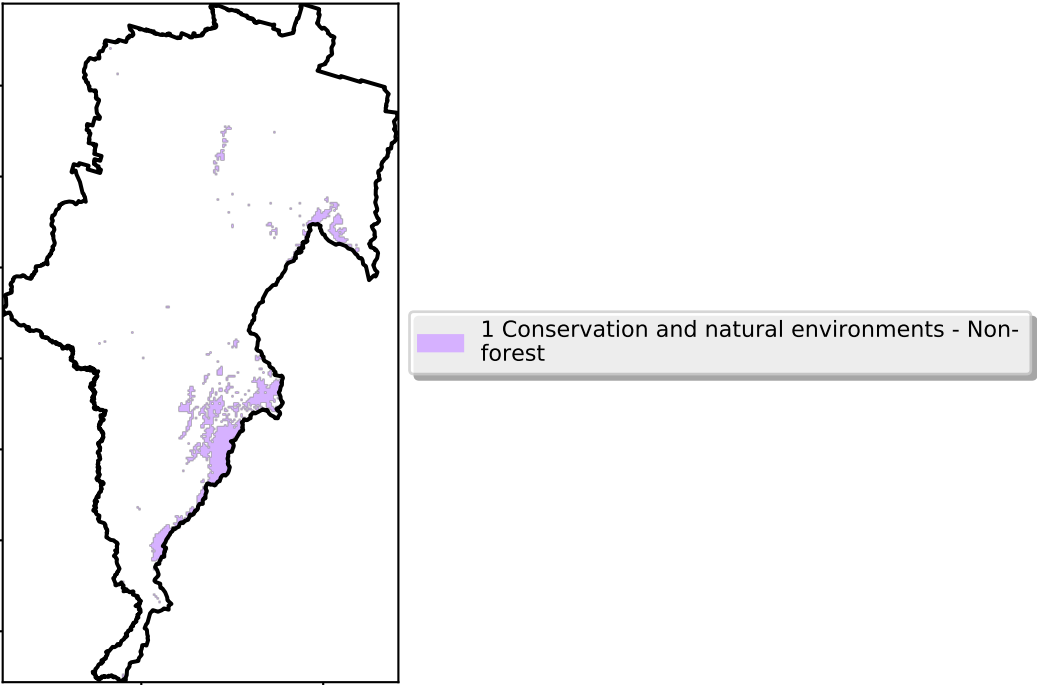 1 Conservation and natural environments - Non-
forest